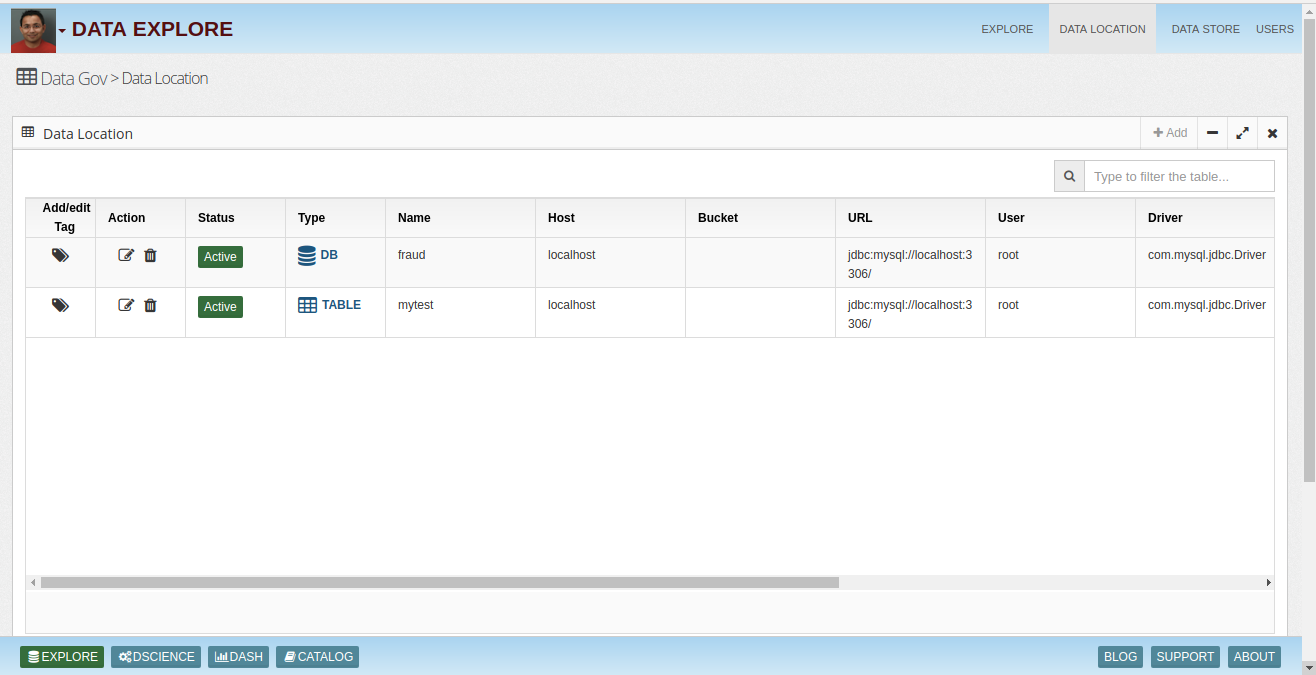 DATA EXPLORE
EXPLORE DATA LOCATION DATA STORE USERS
Data Gov > Data Location
Data Location
Add
Type to filter the table...
Add/edit Tag Action Status Type Name Host Bucket URL User Driver
Active DB fraud localhost jdbc:mysql://localhost:3306/ root com.mysql.jdbc.Driver
Active TABLE mytest localhost jdbc:mysql://localhost:3306/ root com.mysql.jdbc.Driver
EXPLORE DSCIENCE DASH CATALOG BLOG SUPPORT ABOUT